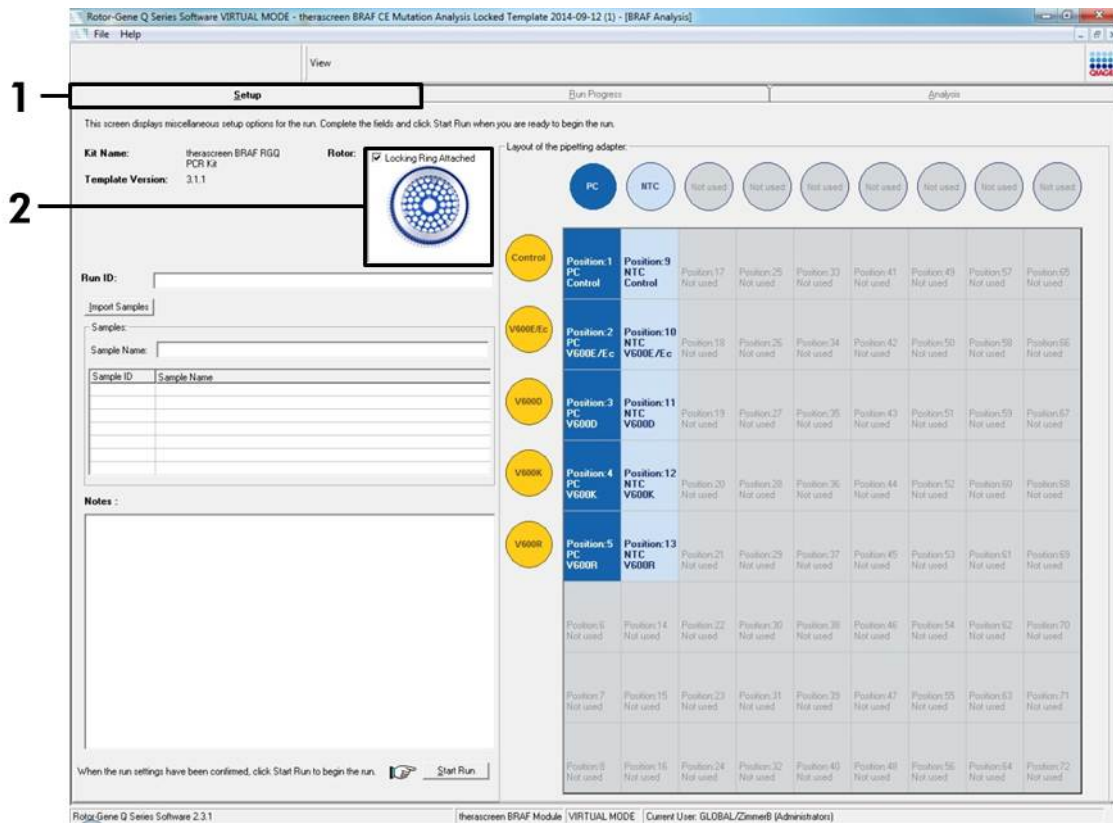 Rotor-Gene Q Series Software VIRTUAL MODE - therascreen BRAF CE Mutation Analysis Locked Template 2014-09-12 (1) - [BRAF Analysis]
File Help
View
QIAGEN
1
Setup
Run Progress
Analysis
This screen displays miscellaneous setup options for the run. Complete the fields and click Start Run when you are ready to begin the run.
Kit Name: therascreen BRAF RGQ
PCR Kit
Template Version: 3.1.1
Rotor:
Locking Ring Attached
2
Run ID:
Import Samples
Samples:
Sample Name:
Sample ID Sample Name
Notes :
When the run settings have been confirmed, click Start Run to begin the run.
Start Run
Layout of the pipetting adapter:
PC NTC Not used Not used Not used Not used Not used Not used Not used
Control
Position:1 Position:9
PC NTC Position:17 Position:25 Position:33 Position:41 Position:49 Position:57 Position:65
Control Control Not used Not used Not used Not used Not used Not used Not used
V600E/Ec
Position:2 Position:10
PC NTC Position:18 Position:26 Position:34 Position:42 Position:50 Position:58 Position:66
V600E/Ec V600E/Ec Not used Not used Not used Not used Not used Not used Not used
V600D
Position:3 Position:11
PC NTC Position:19 Position:27 Position:35 Position:43 Position:51 Position:59 Position:67
V600D V600D Not used Not used Not used Not used Not used Not used Not used
V600K
Position:4 Position:12
PC NTC Position:20 Position:28 Position:36 Position:44 Position:52 Position:60 Position:68
V600K V600K Not used Not used Not used Not used Not used Not used Not used
V600R
Position:5 Position:13
PC NTC Position:21 Position:29 Position:37 Position:45 Position:53 Position:61 Position:69
V600R V600R Not used Not used Not used Not used Not used Not used Not used
Position:6 Position:14 Position:22 Position:30 Position:38 Position:46 Position:54 Position:62 Position:70
Not used Not used Not used Not used Not used Not used Not used Not used Not used
Position:7 Position:15 Position:23 Position:31 Position:39 Position:47 Position:55 Position:63 Position:71
Not used Not used Not used Not used Not used Not used Not used Not used Not used
Position:8 Position:16 Position:24 Position:32 Position:40 Position:48 Position:56 Position:64 Position:72
Not used Not used Not used Not used Not used Not used Not used Not used Not used
Rotor-Gene Q Series Software 2.3.1
therascreen BRAF Module VIRTUAL MODE Current User: GLOBAL/ZimmerB (Administrators)